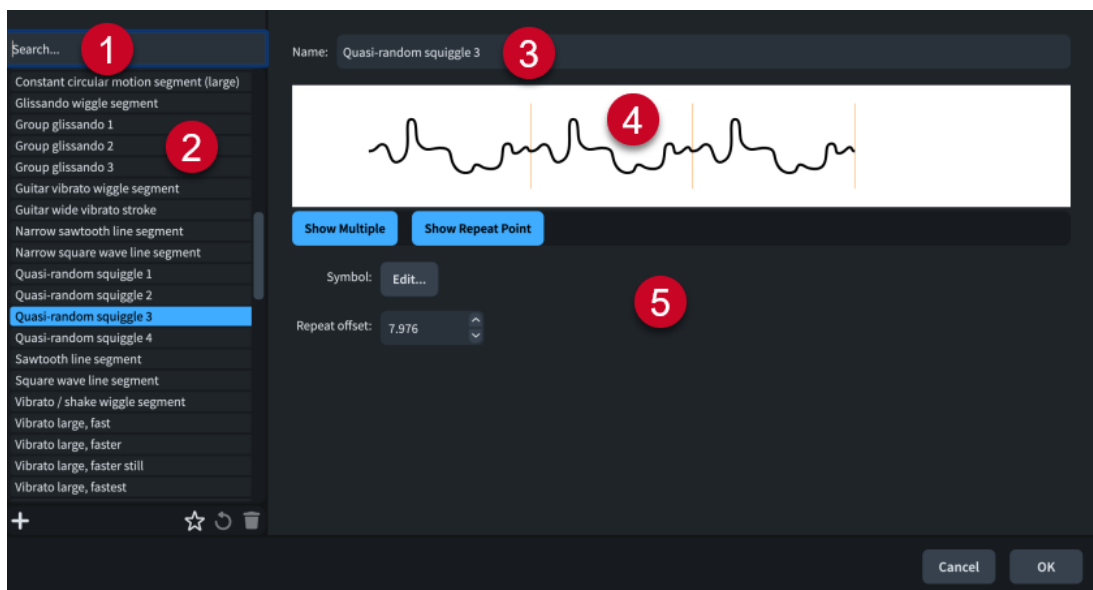 Search...
1
Constant circular motion segment (large)
Glissando wiggle segment
Group glissando 1
Group glissando 2
Group glissando 3
2
Guitar vibrato wiggle segment
Guitar wide vibrato stroke
Narrow sawtooth line segment
Narrow square wave line segment
Quasi-random squiggle 1
Quasi-random squiggle 2
Quasi-random squiggle 3
Quasi-random squiggle 4
Sawtooth line segment
Square wave line segment
Vibrato / shake wiggle segment
Vibrato large, fast
Vibrato large, faster
Vibrato large, faster still
Vibrato large, fastest
Name: Quasi-random squiggle 3
3
4
Show Multiple Show Repeat Point
Symbol: Edit...
5
Repeat offset: 7.976
Cancel OK